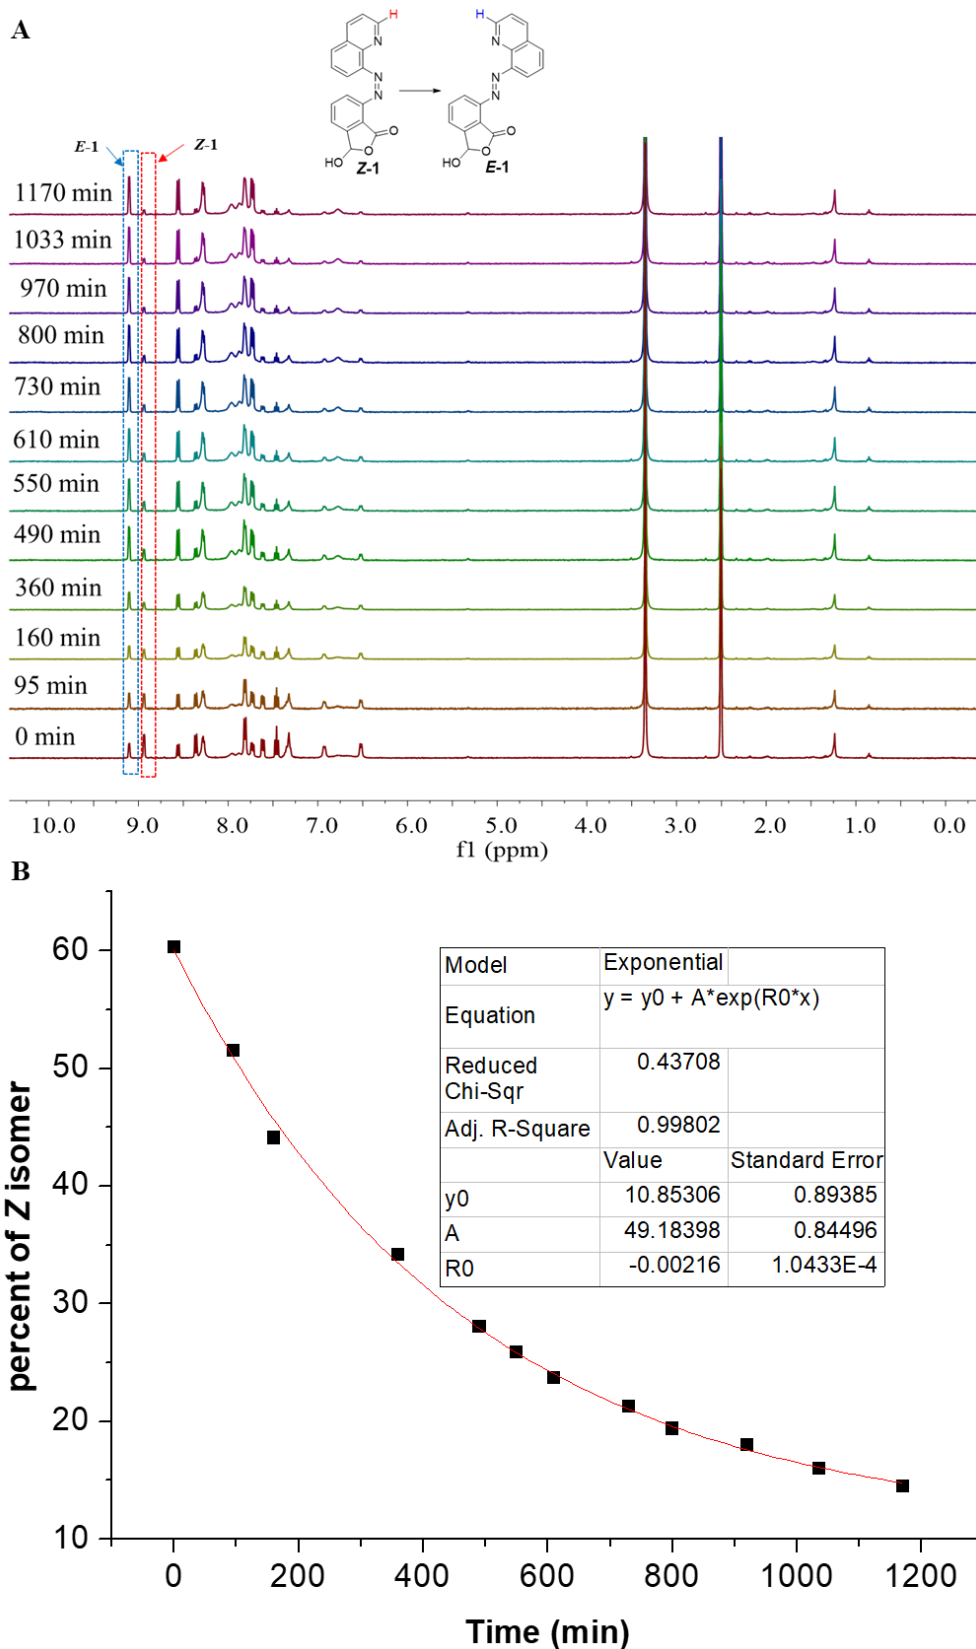 A
H
H
N
N
N
N
N
N
O
O
O
O
HO
HO
Z-1
E-1
E-1
Z-1
1170 min
1033 min
970 min
800 min
730 min
610 min
550 min
490 min
360 min
160 min
95 min
0 min
10.0 9.0 8.0 7.0 6.0 5.0 4.0 3.0 2.0 1.0 0.0
f1 (ppm)
B
percent of Z isomer
60
50
40
30
20
10
Model Exponential
Equation y = y0 + A*exp(R0*x)
Reduced Chi-Sqr 0.43708
Adj. R-Square 0.99802
Value Standard Error
y0 10.85306 0.89385
A 49.18398 0.84496
R0 -0.00216 1.0433E-4
0 200 400 600 800 1000 1200
Time (min)